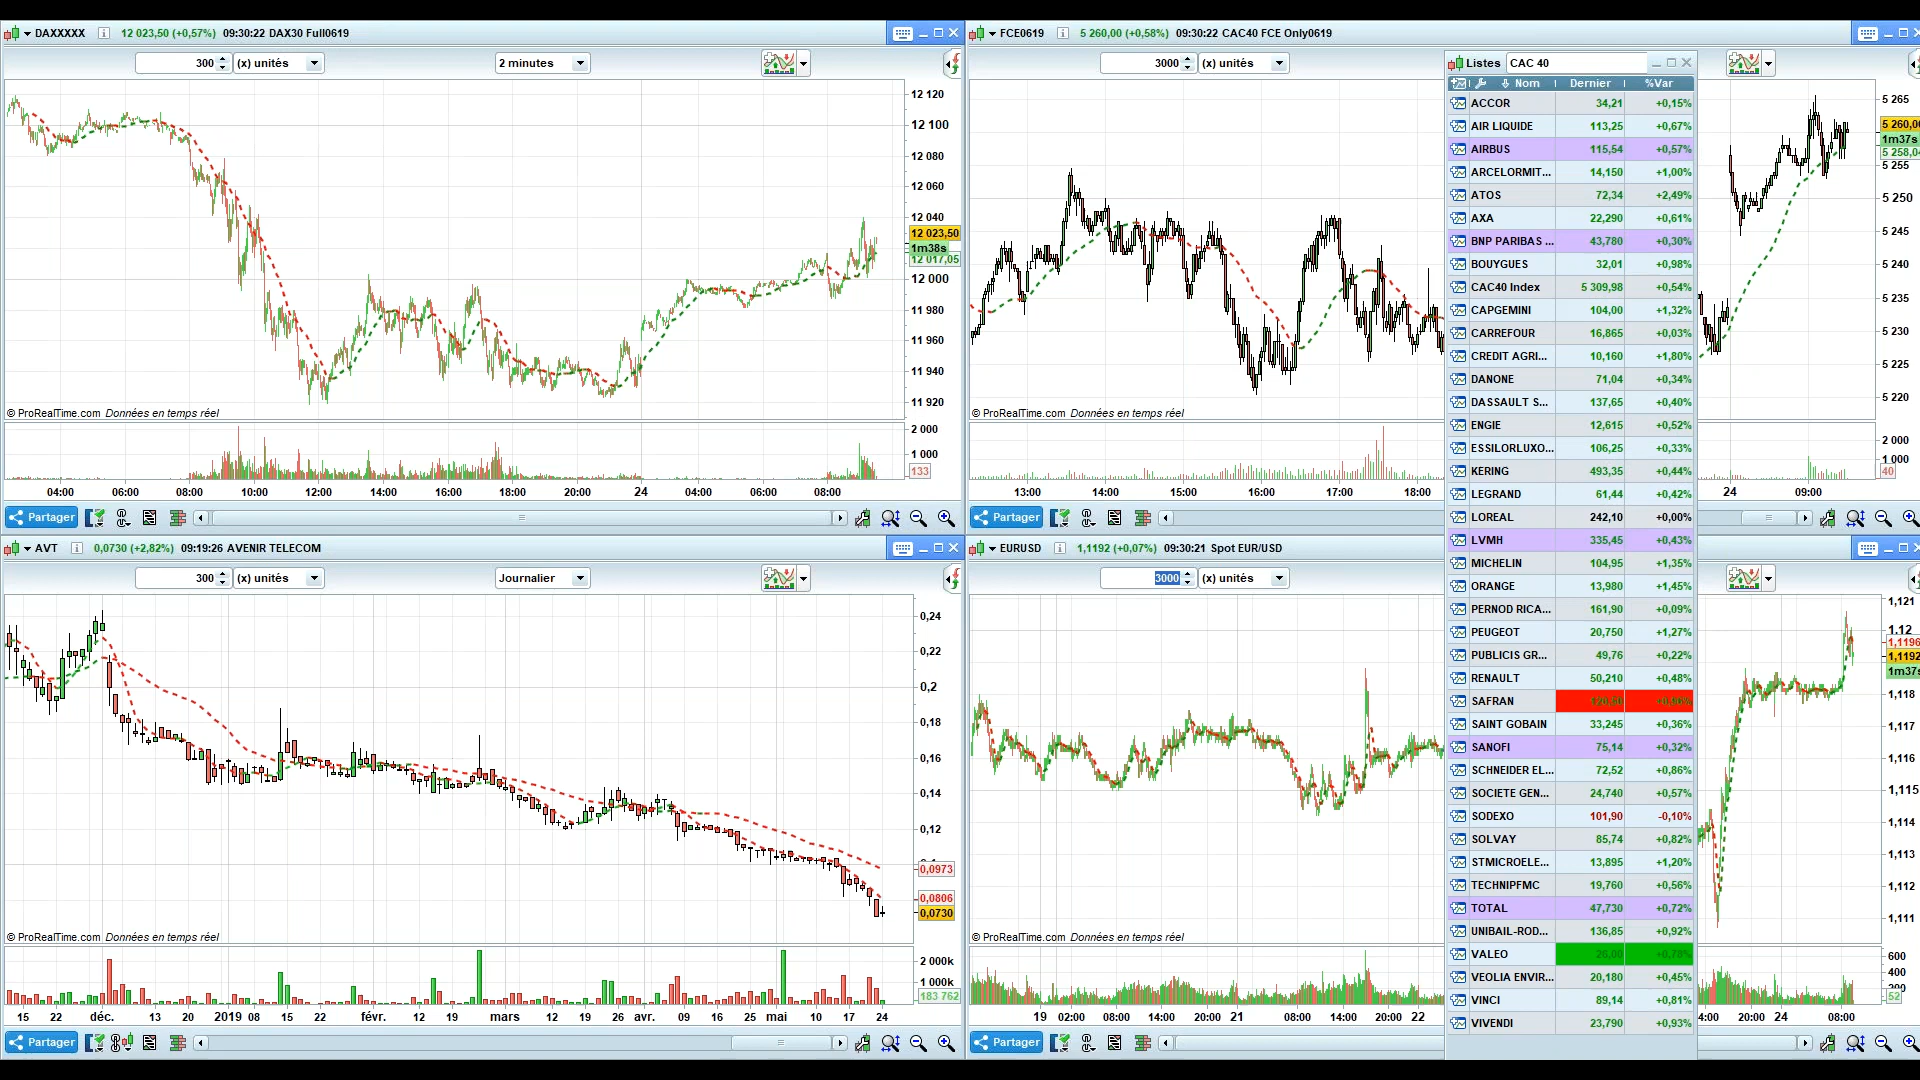 DAXXXXX 12 023,50 (+0,57%) 09:30:22 DAX30 Full0619
300 (x) unités 2 minutes
12 120
12 100
12 080
12 060
12 040
12 023,50
1m38s
12 017,05
12 000
11 980
11 960
11 940
11 920
© ProRealTime.com Données en temps réel
2 000
1 000
133
04:00 06:00 08:00 10:00 12:00 14:00 16:00 18:00 20:00 24 04:00 06:00 08:00
Partager
FCE0619 5 260,00 (+0,58%) 09:30:22 CAC40 FCE Only0619
3000 (x) unités
5 265
5 260,00
1m37s
5 258,0
5 255
5 250
5 245
5 240
5 235
5 230
5 225
5 220
© ProRealTime.com Données en temps réel
2 000
1 000
40
13:00 14:00 15:00 16:00 17:00 18:00 24 09:00
Partager
AVT 0,0730 (+2,82%) 09:19:26 AVENIR TELECOM
300 (x) unités Journalier
0,24
0,22
0,2
0,18
0,16
0,14
0,12
0,0973
0,0806
0,0730
© ProRealTime.com Données en temps réel
2 000k
1 000k
183 762
15 22 déc. 13 20 2019 08 15 22 févr. 12 19 mars 12 19 26 avr. 09 16 25 mai 10 17 24
Partager
EURUSD 1,1192 (+0,07%) 09:30:21 Spot EUR/USD
3000 (x) unités
1,121
1,12
1,1196
1,1192
1m37s
1,118
1,117
1,116
1,115
1,114
1,113
1,112
1,111
© ProRealTime.com Données en temps réel
600
400
200
52
19 02:00 08:00 14:00 20:00 21 08:00 14:00 20:00 22 4:00 20:00 24 08:00
Partager
Listes CAC 40
Nom Dernier %Var
ACCOR 34,21 +0,15%
AIR LIQUIDE 113,25 +0,67%
AIRBUS 115,54 +0,57%
ARCELORMIT... 14,150 +1,00%
ATOS 72,34 +2,49%
AXA 22,290 +0,61%
BNP PARIBAS ... 43,780 +0,30%
BOUYGUES 32,01 +0,98%
CAC40 Index 5 309,98 +0,54%
CAPGEMINI 104,00 +1,32%
CARREFOUR 16,865 +0,03%
CREDIT AGRI... 10,160 +1,80%
DANONE 71,04 +0,34%
DASSAULT S... 137,65 +0,40%
ENGIE 12,615 +0,52%
ESSILORLUXO... 106,25 +0,33%
KERING 493,35 +0,44%
LEGRAND 61,44 +0,42%
LOREAL 242,10 +0,00%
LVMH 335,45 +0,43%
MICHELIN 104,95 +1,35%
ORANGE 13,980 +1,45%
PERNOD RICA... 161,90 +0,09%
PEUGEOT 20,750 +1,27%
PUBLICIS GR... 49,76 +0,22%
RENAULT 50,210 +0,48%
SAFRAN
SAINT GOBAIN 33,245 +0,36%
SANOFI 75,14 +0,32%
SCHNEIDER EL... 72,52 +0,86%
SOCIETE GEN... 24,740 +0,57%
SODEXO 101,90 -0,10%
SOLVAY 85,74 +0,82%
STMICROELE... 13,895 +1,20%
TECHNIPFMC 19,760 +0,56%
TOTAL 47,730 +0,72%
UNIBAIL-ROD... 136,85 +0,92%
VALEO 26,00 +0,78%
VEOLIA ENVIR... 20,180 +0,45%
VINCI 89,14 +0,81%
VIVENDI 23,790 +0,93%